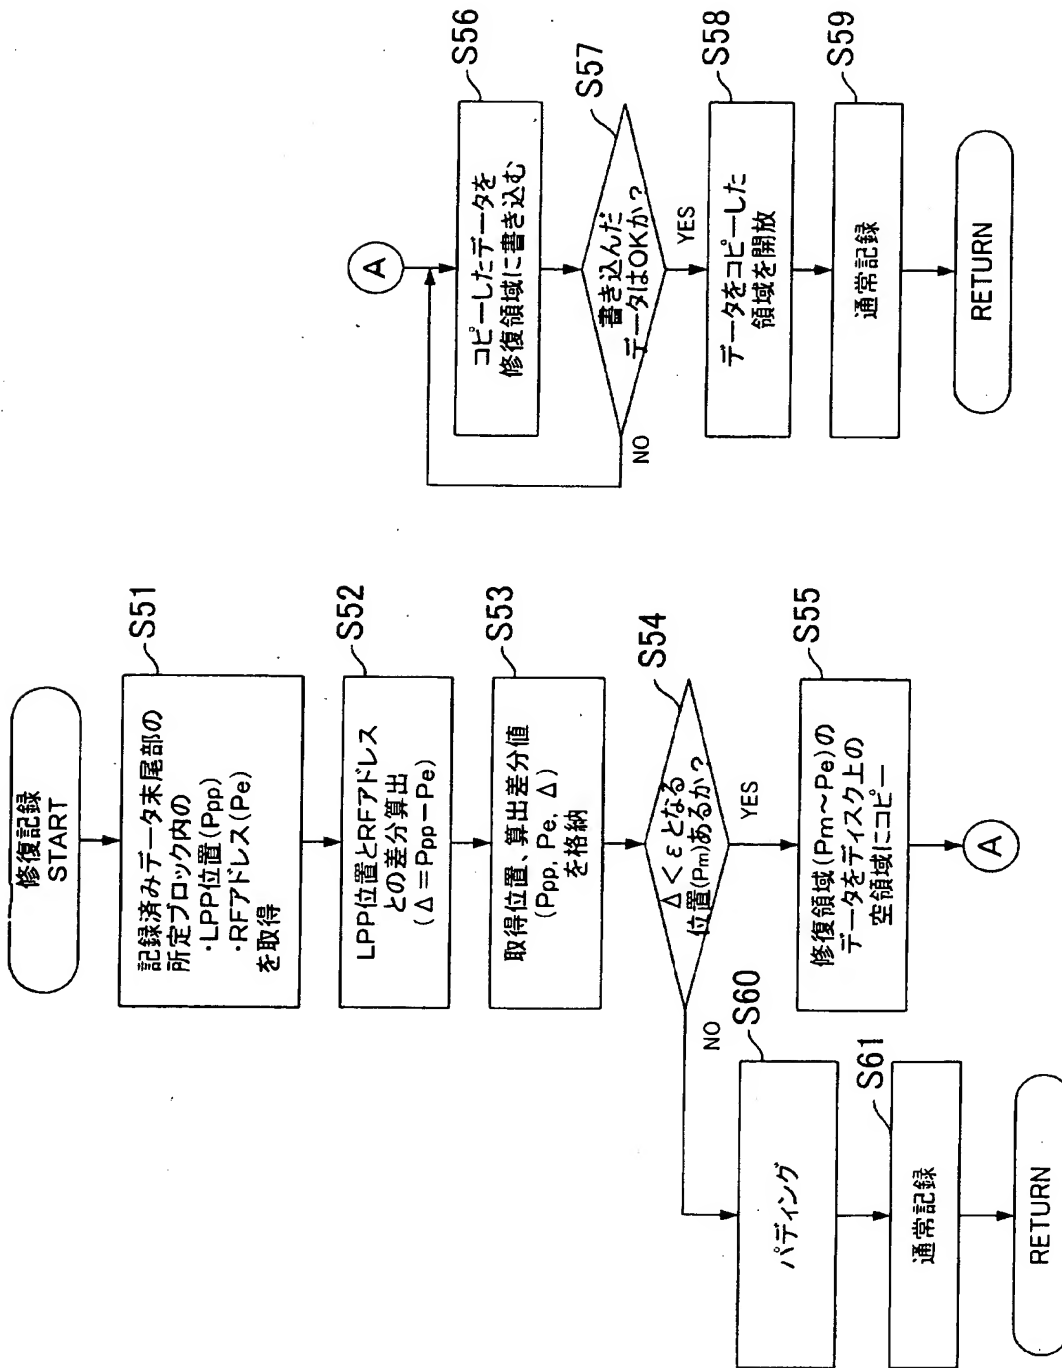 修復記録
START
S51
記録済みデータ末尾部の
所定ブロック内の
・LPP位置(Ppp)
・RFアドレス(Pe)
を取得
S52
LPP位置とRFアドレス
との差分算出
(Δ=Ppp−Pe)
S53
取得位置、算出差分値
(Ppp, Pe, Δ)
を格納
S54
Δ<εとなる
位置(Pm)あるか?
YES
NO
S55
修復領域(Pm~Pe)の
データをディスク上の
空領域にコピー
A
S60
パディング
S61
通常記録
RETURN
A
S56
コピーしたデータを
修復領域に書き込む
S57
書き込んだ
データはOKか?
YES
NO
S58
データをコピーした
領域を開放
S59
通常記録
RETURN